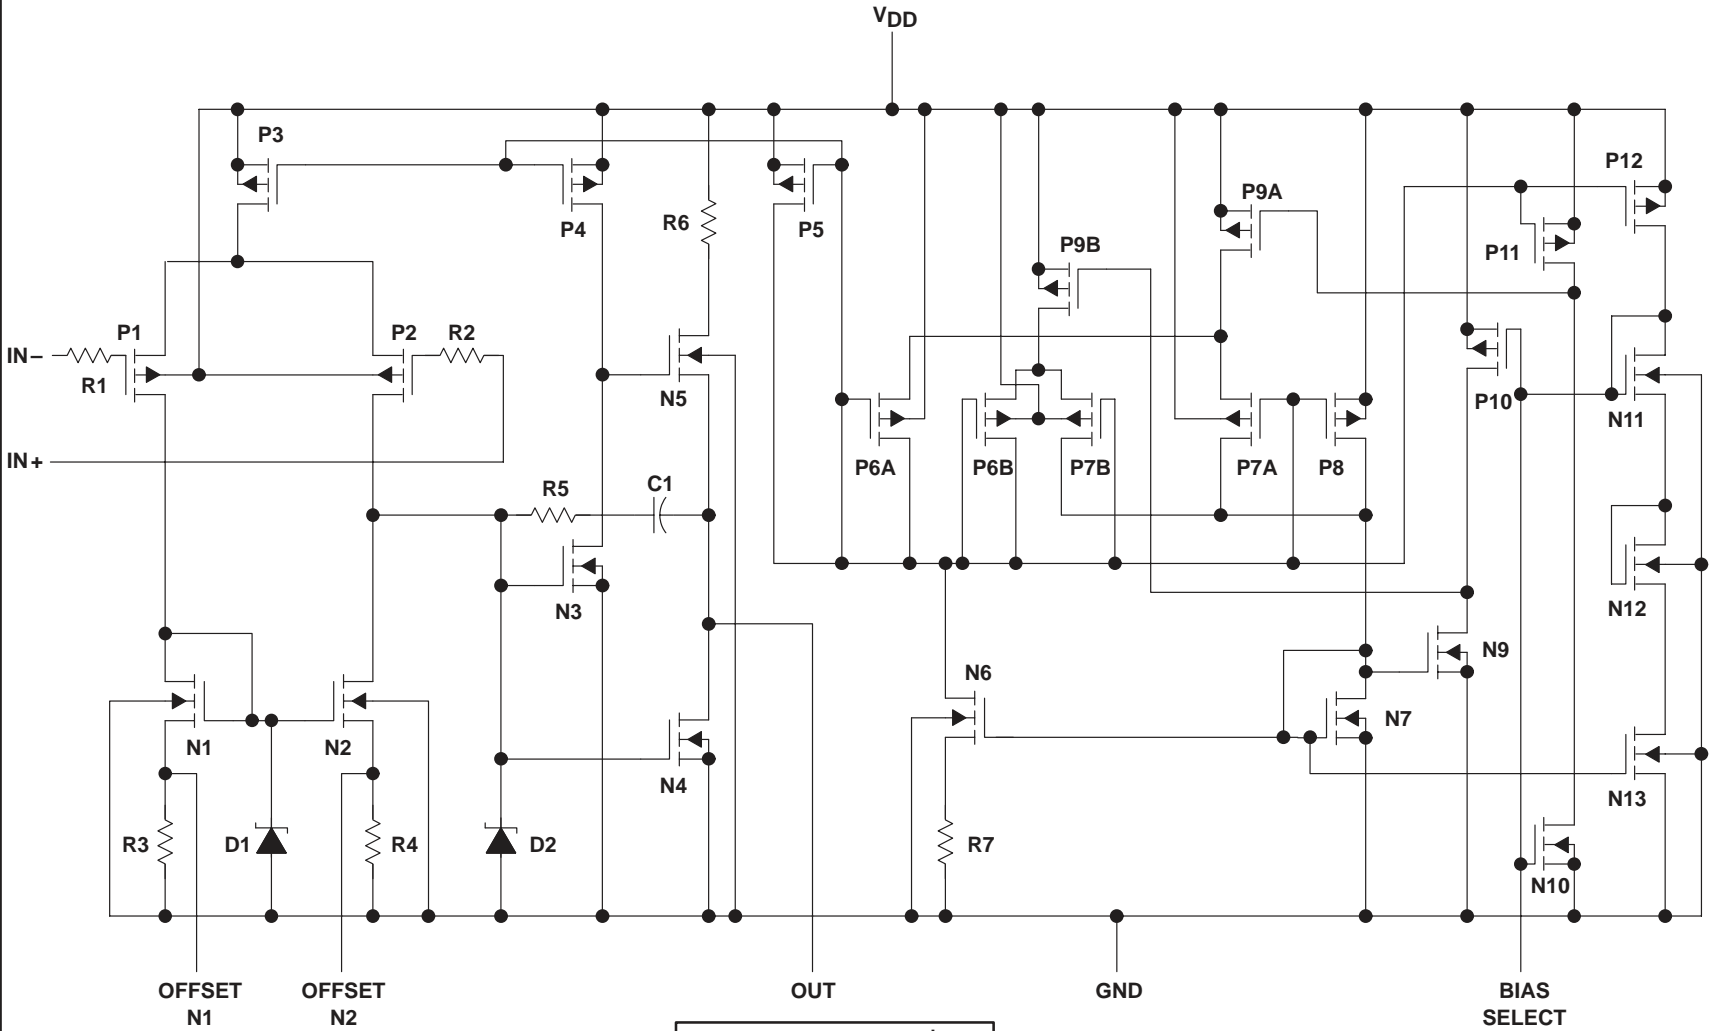 VDD
P3
P12
P9A
R6
P4
P5
P9B
P11
P1
P2
R2
IN−
R1
N5
P10
N11
IN+
P6A
P6B
P7B
P7A
P8
R5
C1
N3
N12
N9
N6
N1
N2
N7
N4
N13
R3
D1
R4
D2
R7
N10
OFFSET
N1
OFFSET
N2
OUT
GND
BIAS
SELECT